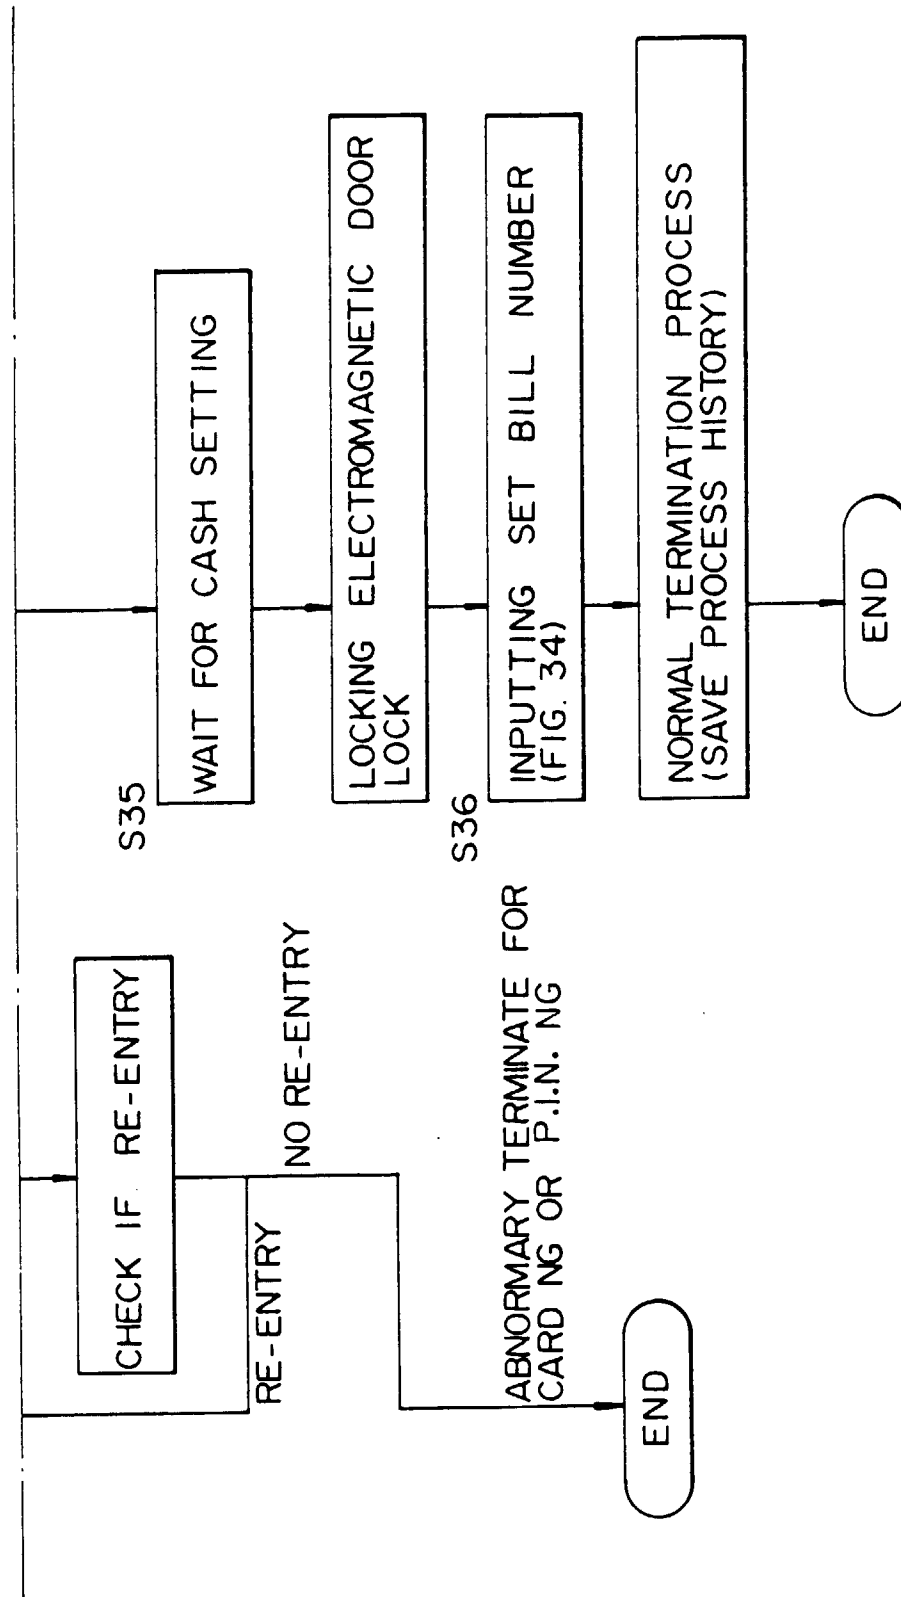 CHECK IF RE-ENTRY
RE-ENTRY
NO RE-ENTRY
ABNORMARY TERMINATE FOR
CARD NG OR P.I.N. NG
END
S35
WAIT FOR CASH SETTING
LOCKING ELECTROMAGNETIC DOOR
LOCK
S36
INPUTTING SET BILL NUMBER
(FIG. 34)
NORMAL TERMINATION PROCESS
(SAVE PROCESS HISTORY)
END